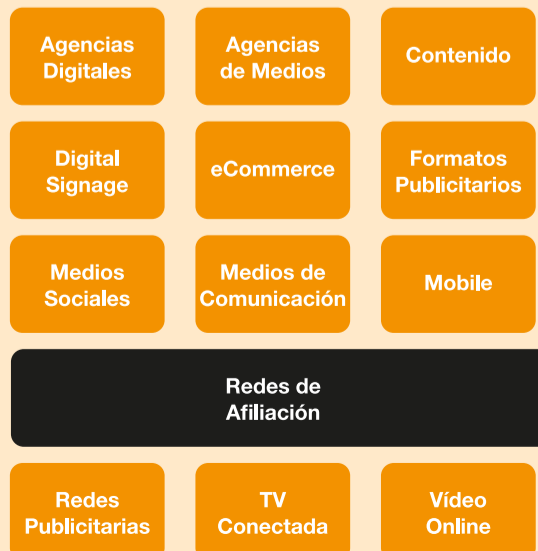 Agencias
Digitales
Agencias
de Medios
Contenido
Digital
Signage
eCommerce
Formatos
Publicitarios
Medios
Sociales
Medios de
Comunicación
Mobile
Redes de
Afiliación
Redes
Publicitarias
TV
Conectada
Vídeo
Online